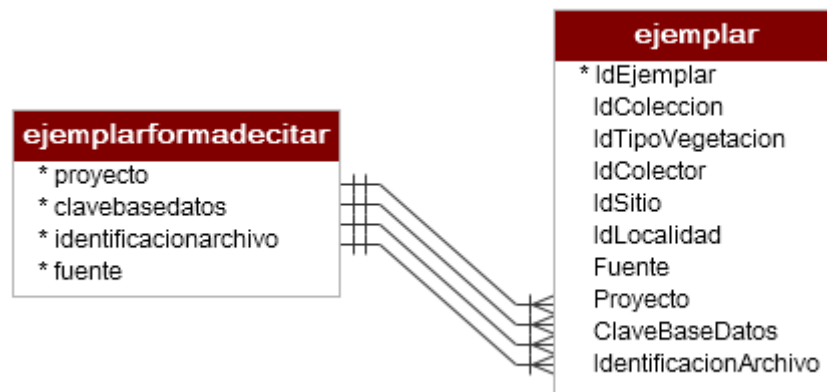 ejemplarformadecitar
* proyecto
* clavebasedatos
* identificacionarchivo
* fuente
ejemplar
* IdEjemplar
IdColeccion
IdTipoVegetacion
IdColector
IdSitio
IdLocalidad
Fuente
Proyecto
ClaveBaseDatos
IdentificacionArchivo